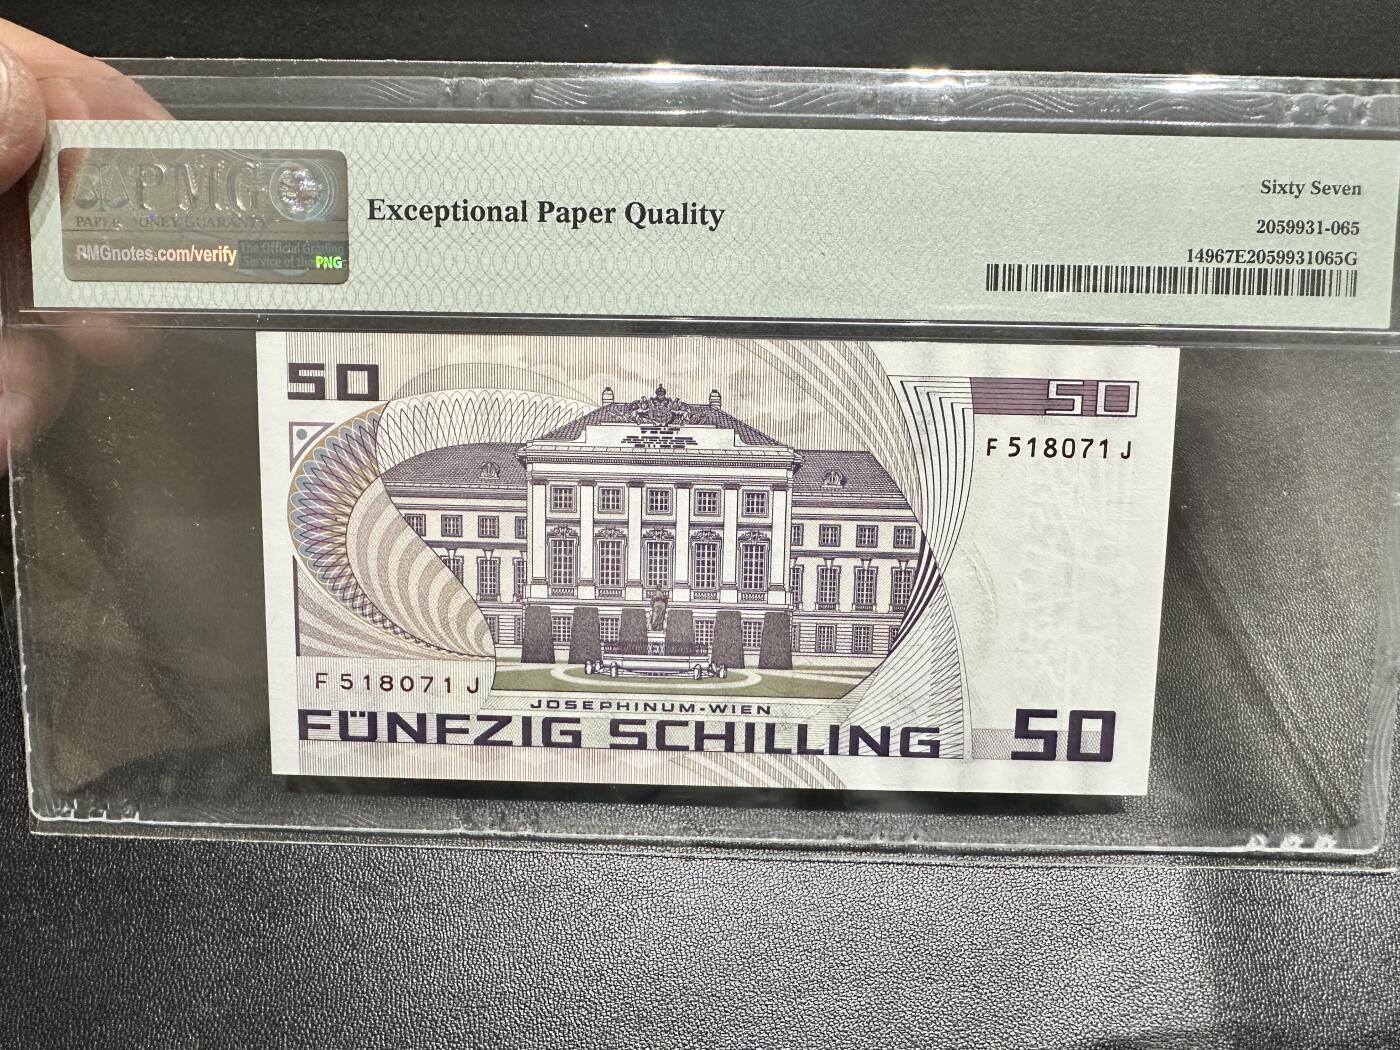 PMG
PAPER MONEY GUARANTY
PMGnotes.com/verify
The Official Grading
Service of the PNG
Exceptional Paper Quality
Sixty Seven
2059931-065
14967E2059931065G
50
50
F 518071 J
F 518071 J
JOSEPHINUM-WIEN
FÜNFZIG SCHILLING
50